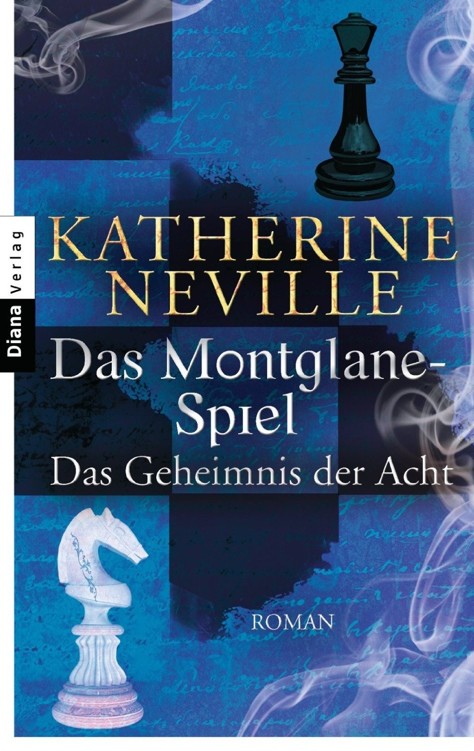 KATHERINE
NEVILLE
Diana Verlag
Das Montglane-
Spiel
Das Geheimnis der Acht
ROMAN